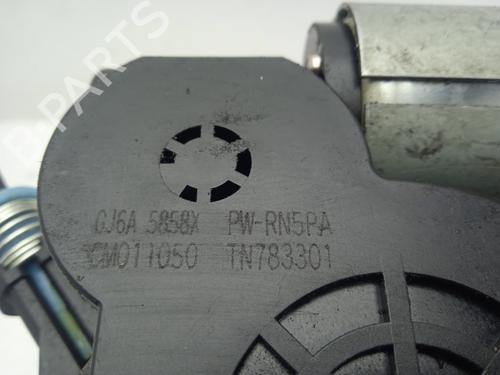 GJ6A 5858X PW-RN5PA
CM011050 TN783301
B-PARTS